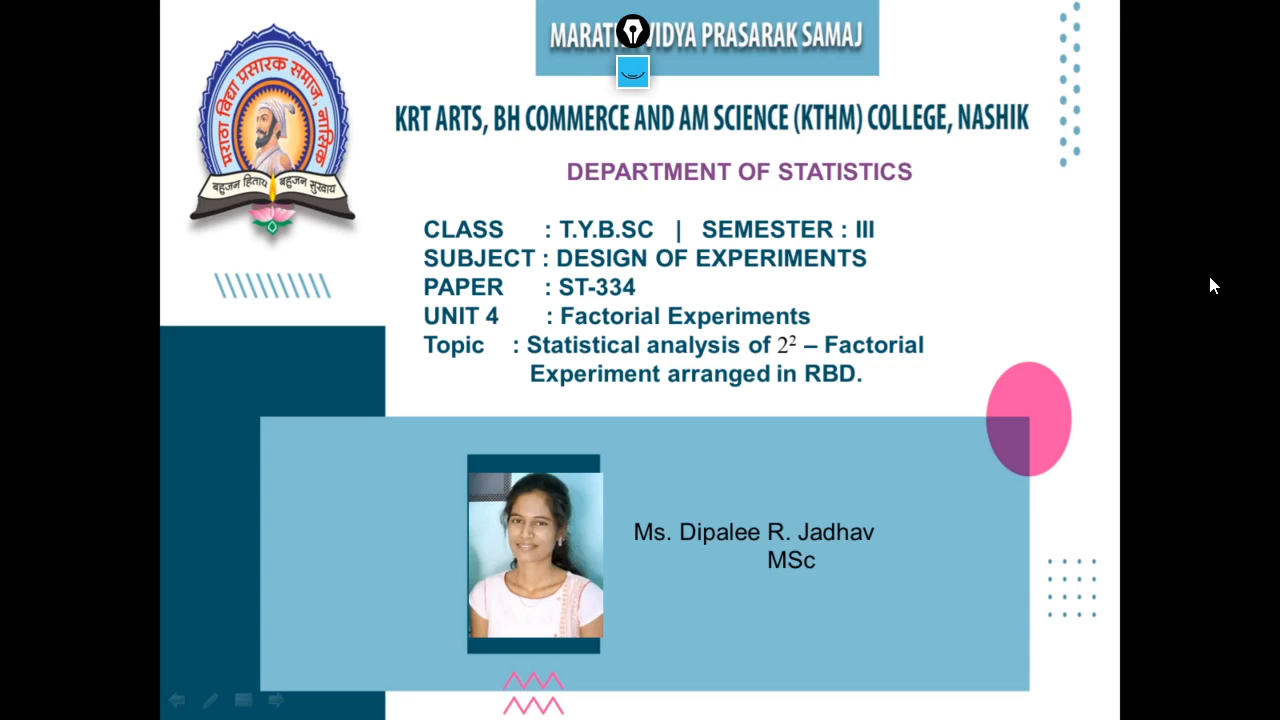 MARAT VIDYA PRASARAK SAMAJ
मराठा विद्या प्रसारक समाज, नाशिक
बहुजन हिताय बहुजन सुखाय
KRT ARTS, BH COMMERCE AND AM SCIENCE (KTHM) COLLEGE, NASHIK
DEPARTMENT OF STATISTICS
CLASS : T.Y.B.SC | SEMESTER : III
SUBJECT : DESIGN OF EXPERIMENTS
PAPER : ST-334
UNIT 4 : Factorial Experiments
Topic : Statistical analysis of 2² – Factorial
Experiment arranged in RBD.
Ms. Dipalee R. Jadhav
MSc